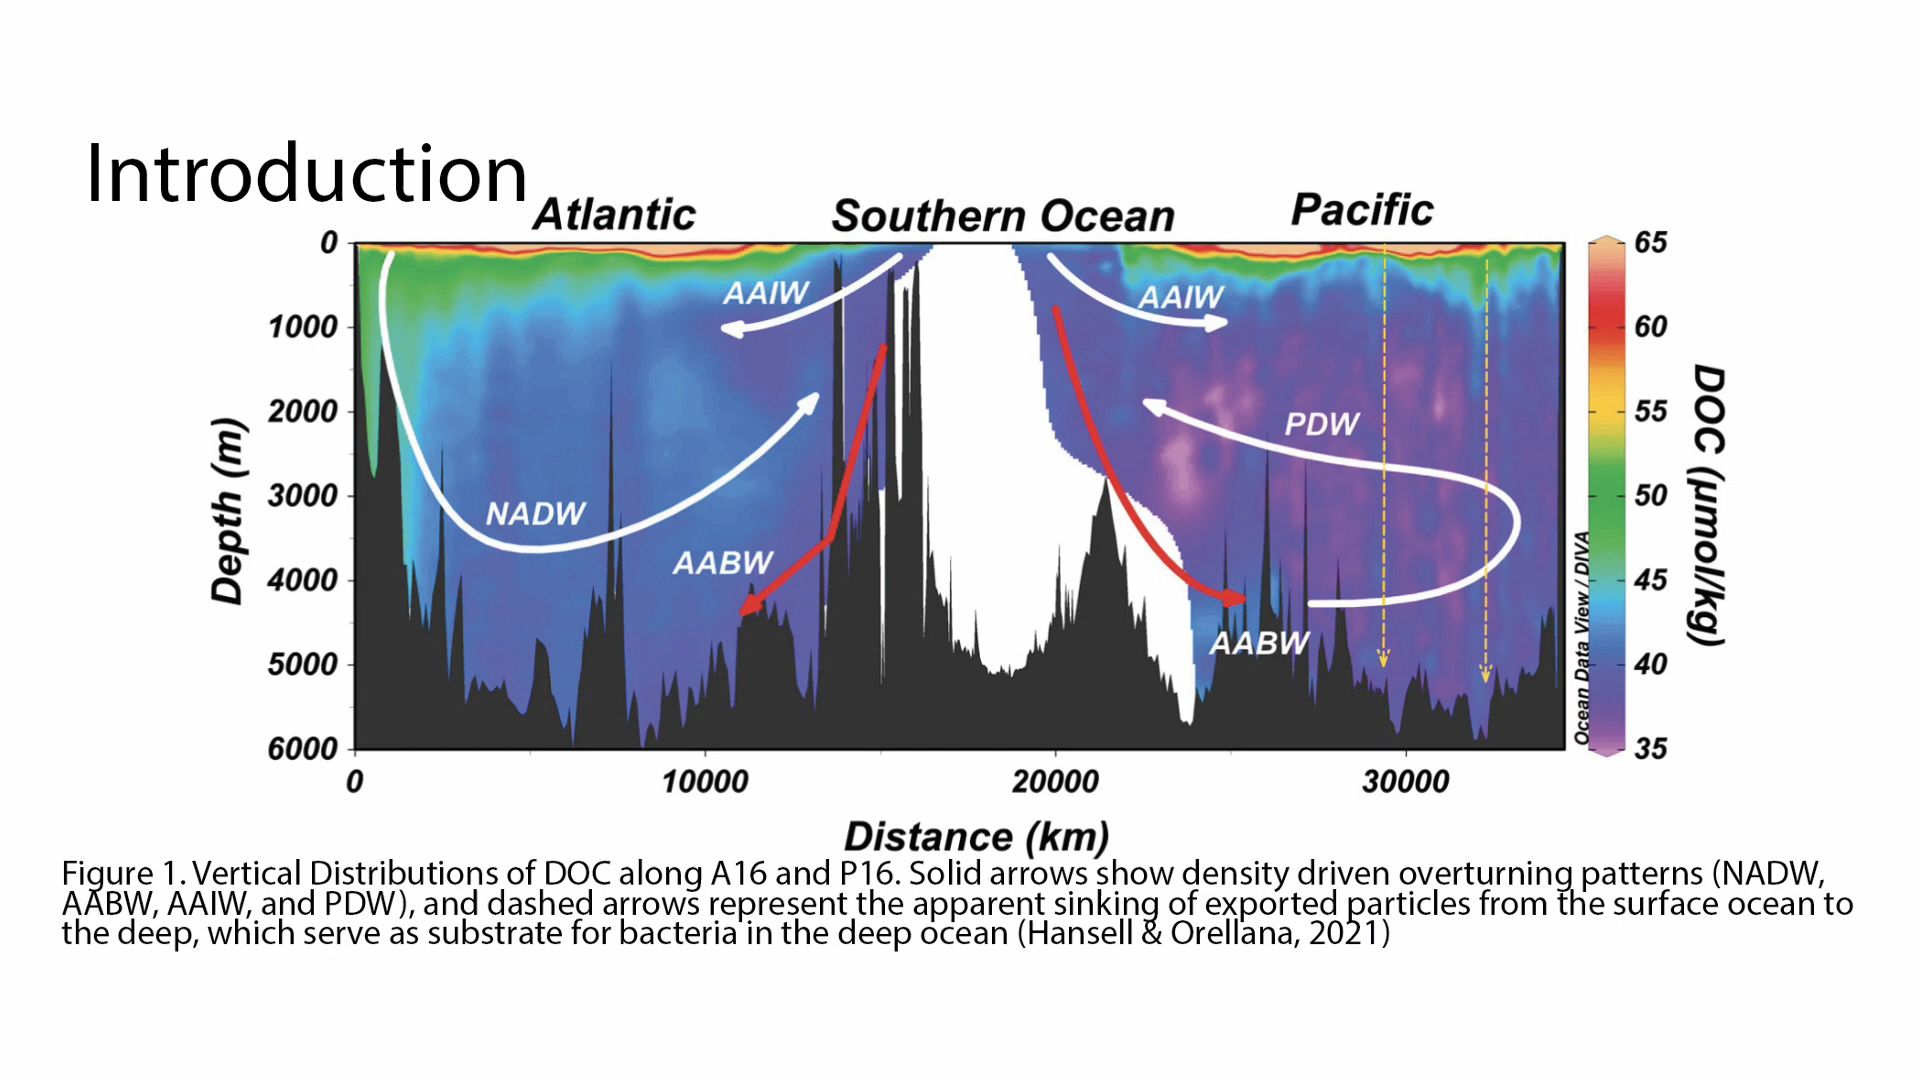 Introduction
Atlantic
Southern Ocean
Pacific
0
1000
2000
3000
4000
5000
6000
Depth (m)
AAIW
NADW
AABW
AAIW
PDW
AABW
0
10000
20000
30000
Distance (km)
Ocean Data View / DIVA
65
60
55
50
45
40
35
DOC (μmol/kg)
Figure 1. Vertical Distributions of DOC along A16 and P16. Solid arrows show density driven overturning patterns (NADW,
AABW, AAIW, and PDW), and dashed arrows represent the apparent sinking of exported particles from the surface ocean to
the deep, which serve as substrate for bacteria in the deep ocean (Hansell & Orellana, 2021)